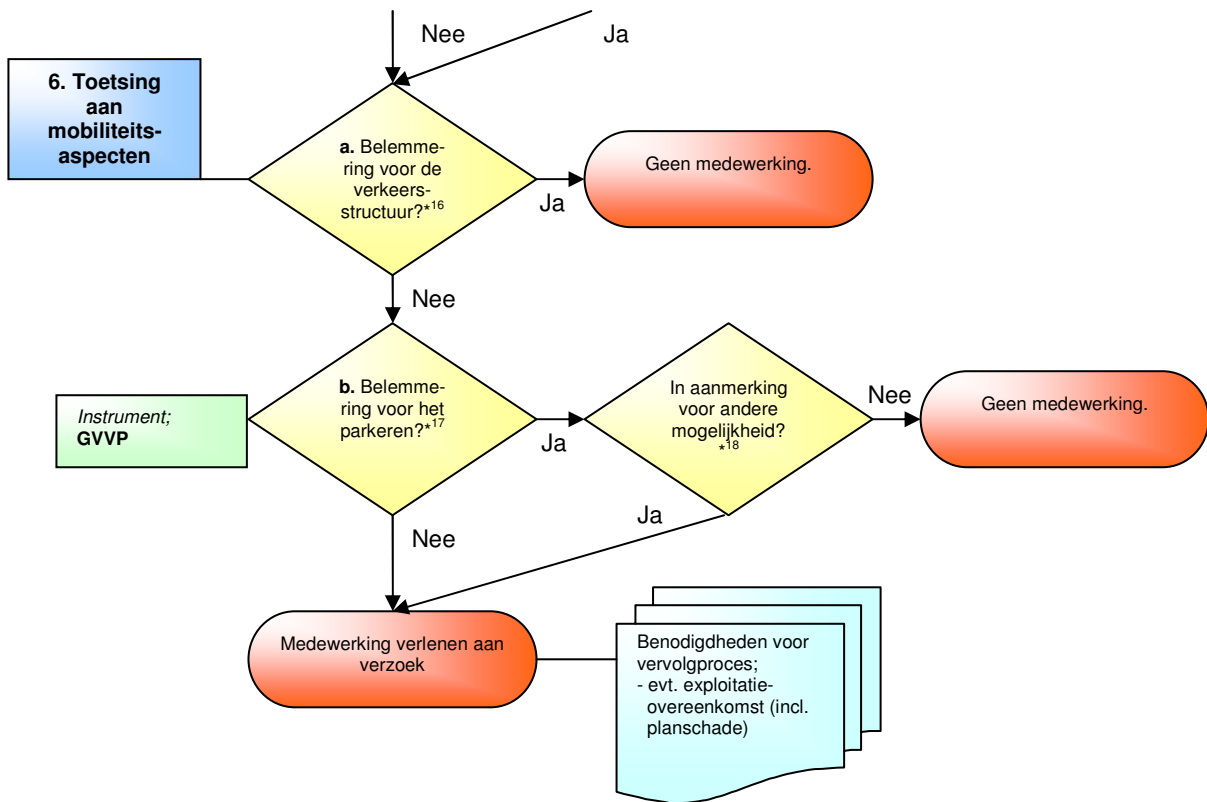 Nee
Ja
6. Toetsing
aan
mobiliteits-
aspecten
a. Belemme-
ring voor de
verkeers-
structuur?*16
Ja
Geen medewerking.
Nee
Instrument;
GVVP
b. Belemme-
ring voor het
parkeren?*17
Ja
In aanmerking
voor andere
mogelijkheid?
*18
Nee
Geen medewerking.
Nee
Ja
Medewerking verlenen aan
verzoek
Benodigdheden voor
vervolgproces;
- evt. exploitatie-
overeenkomst (incl.
planschade)